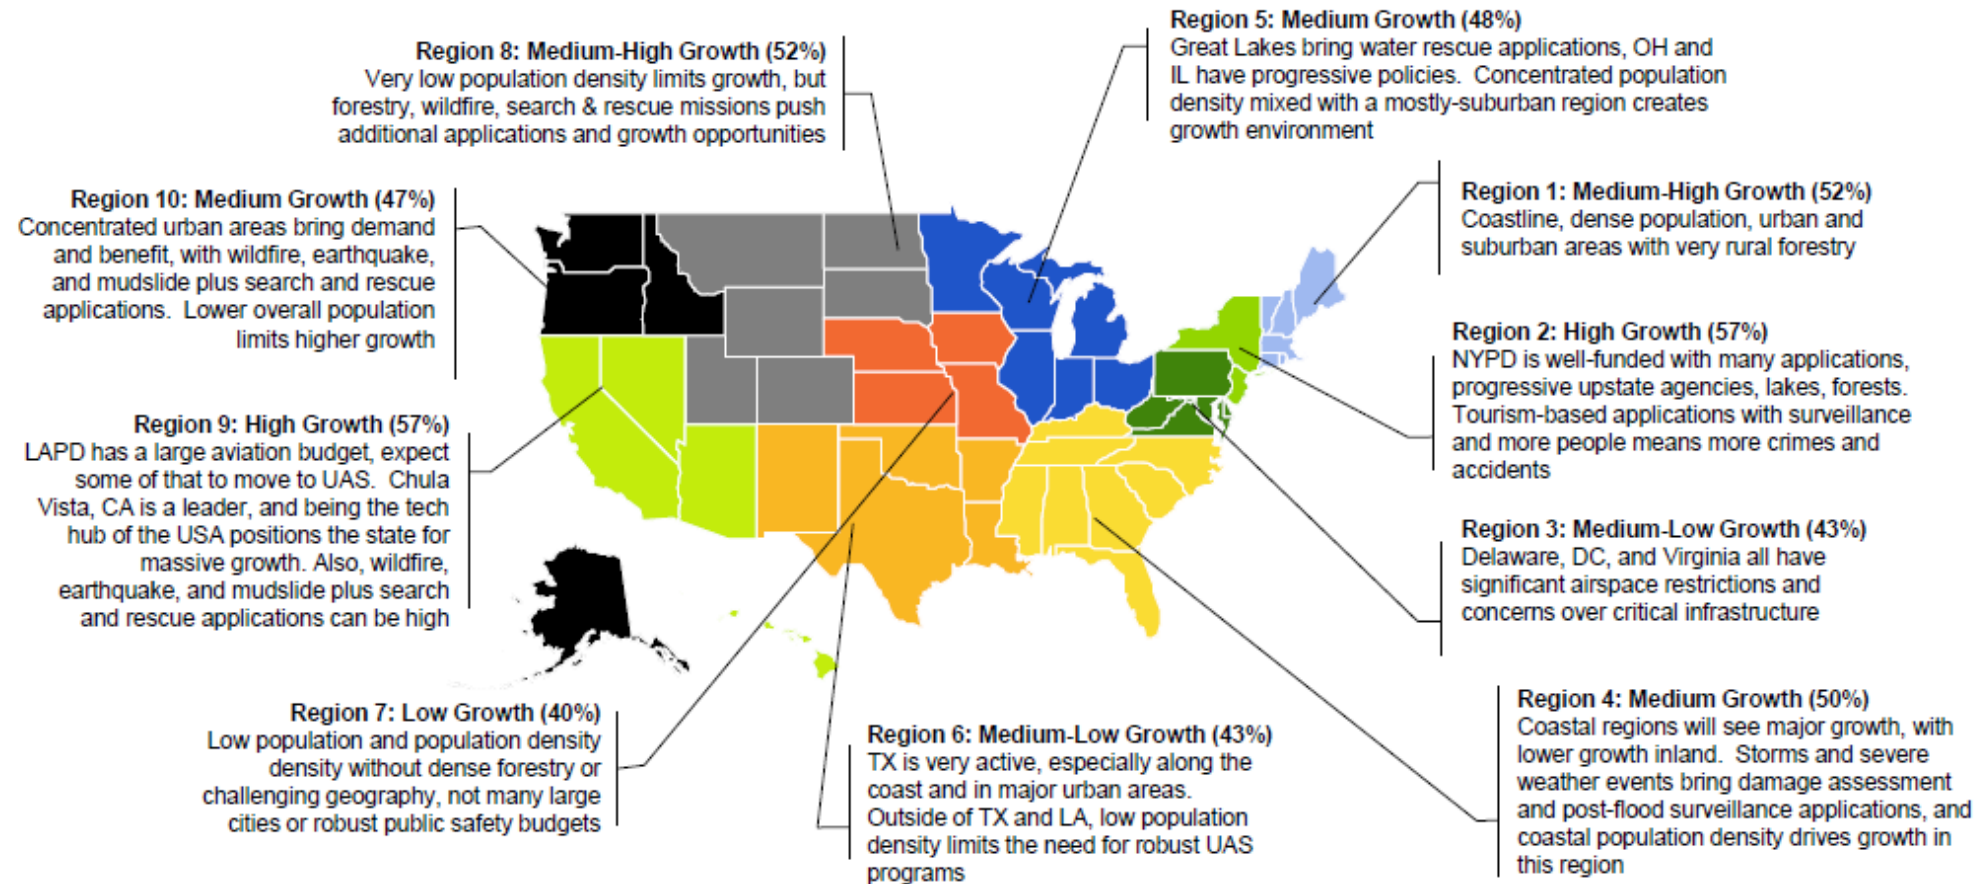 Region 8: Medium-High Growth (52%)
Very low population density limits growth, but
forestry, wildfire, search & rescue missions push
additional applications and growth opportunities
Region 5: Medium Growth (48%)
Great Lakes bring water rescue applications, OH and
IL have progressive policies. Concentrated population
density mixed with a mostly-suburban region creates
growth environment
Region 10: Medium Growth (47%)
Concentrated urban areas bring demand
and benefit, with wildfire, earthquake,
and mudslide plus search and rescue
applications. Lower overall population
limits higher growth
Region 1: Medium-High Growth (52%)
Coastline, dense population, urban and
suburban areas with very rural forestry
Region 2: High Growth (57%)
NYPD is well-funded with many applications,
progressive upstate agencies, lakes, forests.
Tourism-based applications with surveillance
and more people means more crimes and
accidents
Region 9: High Growth (57%)
LAPD has a large aviation budget, expect
some of that to move to UAS. Chula
Vista, CA is a leader, and being the tech
hub of the USA positions the state for
massive growth. Also, wildfire,
earthquake, and mudslide plus search
and rescue applications can be high
Region 3: Medium-Low Growth (43%)
Delaware, DC, and Virginia all have
significant airspace restrictions and
concerns over critical infrastructure
Region 7: Low Growth (40%)
Low population and population density
density without dense forestry or
challenging geography, not many large
cities or robust public safety budgets
Region 6: Medium-Low Growth (43%)
TX is very active, especially along the
coast and in major urban areas.
Outside of TX and LA, low population
density limits the need for robust UAS
programs
Region 4: Medium Growth (50%)
Coastal regions will see major growth, with
lower growth inland. Storms and severe
weather events bring damage assessment
and post-flood surveillance applications, and
coastal population density drives growth in
this region